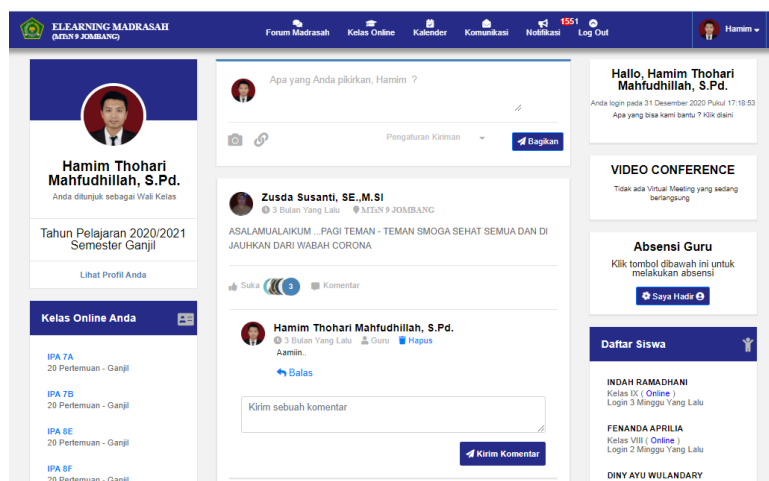 ELEARNING MADRASAH
(MTsN 9 JOMBANG)
Forum Madrasah
Kelas Online
Kalender
Komunikasi
Notifikasi
1551
Log Out
Hamim
Hamim Thohari
Mahfudhillah, S.Pd.
Anda ditunjuk sebagai Wali Kelas
Tahun Pelajaran 2020/2021
Semester Ganjil
Lihat Profil Anda
Kelas Online Anda
IPA 7A
20 Pertemuan - Ganjil
IPA 7B
20 Pertemuan - Ganjil
IPA 8E
20 Pertemuan - Ganjil
IPA 8F
20 Pertemuan - Ganjil
Apa yang Anda pikirkan, Hamim ?
Pengaturan Kiriman
Bagikan
Zusda Susanti, SE.,M.SI
3 Bulan Yang Lalu MTsN 9 JOMBANG
ASALAMUALAIKUM ...PAGI TEMAN - TEMAN SMOGA SEHAT SEMUA DAN DI
JAUHKAN DARI WABAH CORONA
Suka 3 Komentar
Hamim Thohari Mahfudhillah, S.Pd.
3 Bulan Yang Lalu Guru Hapus
Aamiin..
Balas
Kirim sebuah komentar
Kirim Komentar
Hallo, Hamim Thohari
Mahfudhillah, S.Pd.
Anda login pada 31 Desember 2020 Pukul 17:18:53
Apa yang bisa kami bantu ? Klik disini
VIDEO CONFERENCE
Tidak ada Virtual Meeting yang sedang
berlangsung
Absensi Guru
Klik tombol dibawah ini untuk
melakukan absensi
Saya Hadir
Daftar Siswa
INDAH RAMADHANI
Kelas IX ( Online )
Login 3 Minggu Yang Lalu
FENANDA APRILIA
Kelas VIII ( Online )
Login 2 Minggu Yang Lalu
DINY AYU WULANDARY